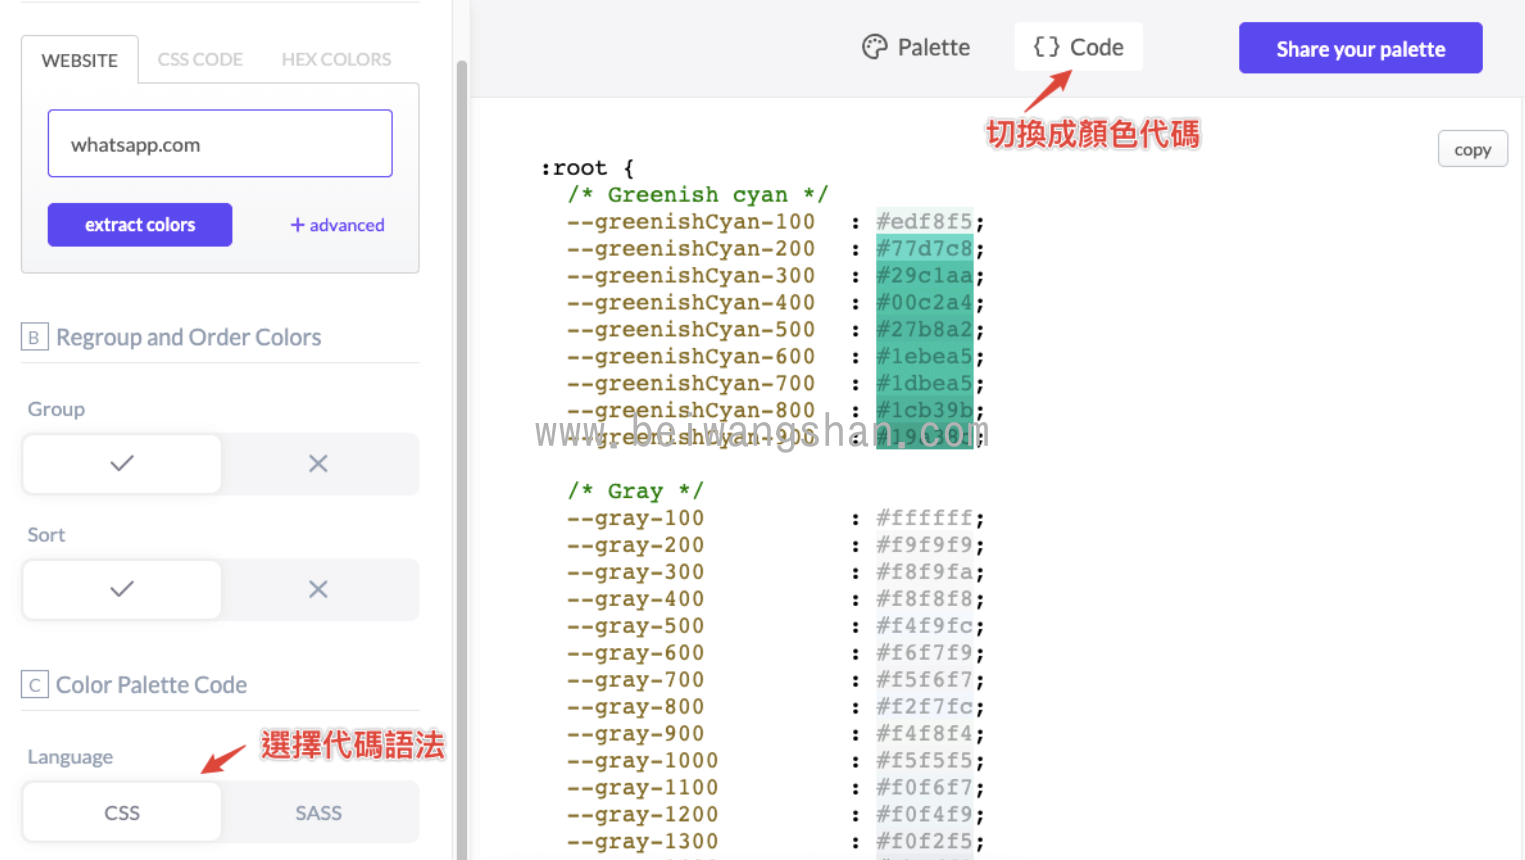 WEBSITE CSS CODE HEX COLORS
whatsapp.com
extract colors + advanced
B Regroup and Order Colors
Group
Sort
C Color Palette Code
Language
選擇代碼語法
CSS SASS
Palette {} Code Share your palette
切換成顏色代碼
copy
:root {
/* Greenish cyan */
--greenishCyan-100 : #edf8f5;
--greenishCyan-200 : #77d7c8;
--greenishCyan-300 : #29c1aa;
--greenishCyan-400 : #00c2a4;
--greenishCyan-500 : #27b8a2;
--greenishCyan-600 : #1ebea5;
--greenishCyan-700 : #1dbea5;
--greenishCyan-800 : #1cb39b;
--greenishCyan-900 :
www.beiwangshan.com
/* Gray */
--gray-100 : #ffffff;
--gray-200 : #f9f9f9;
--gray-300 : #f8f9fa;
--gray-400 : #f8f8f8;
--gray-500 : #f4f9fc;
--gray-600 : #f6f7f9;
--gray-700 : #f5f6f7;
--gray-800 : #f2f7fc;
--gray-900 : #f4f8f4;
--gray-1000 : #f5f5f5;
--gray-1100 : #f0f6f7;
--gray-1200 : #f0f4f9;
--gray-1300 : #f0f2f5;